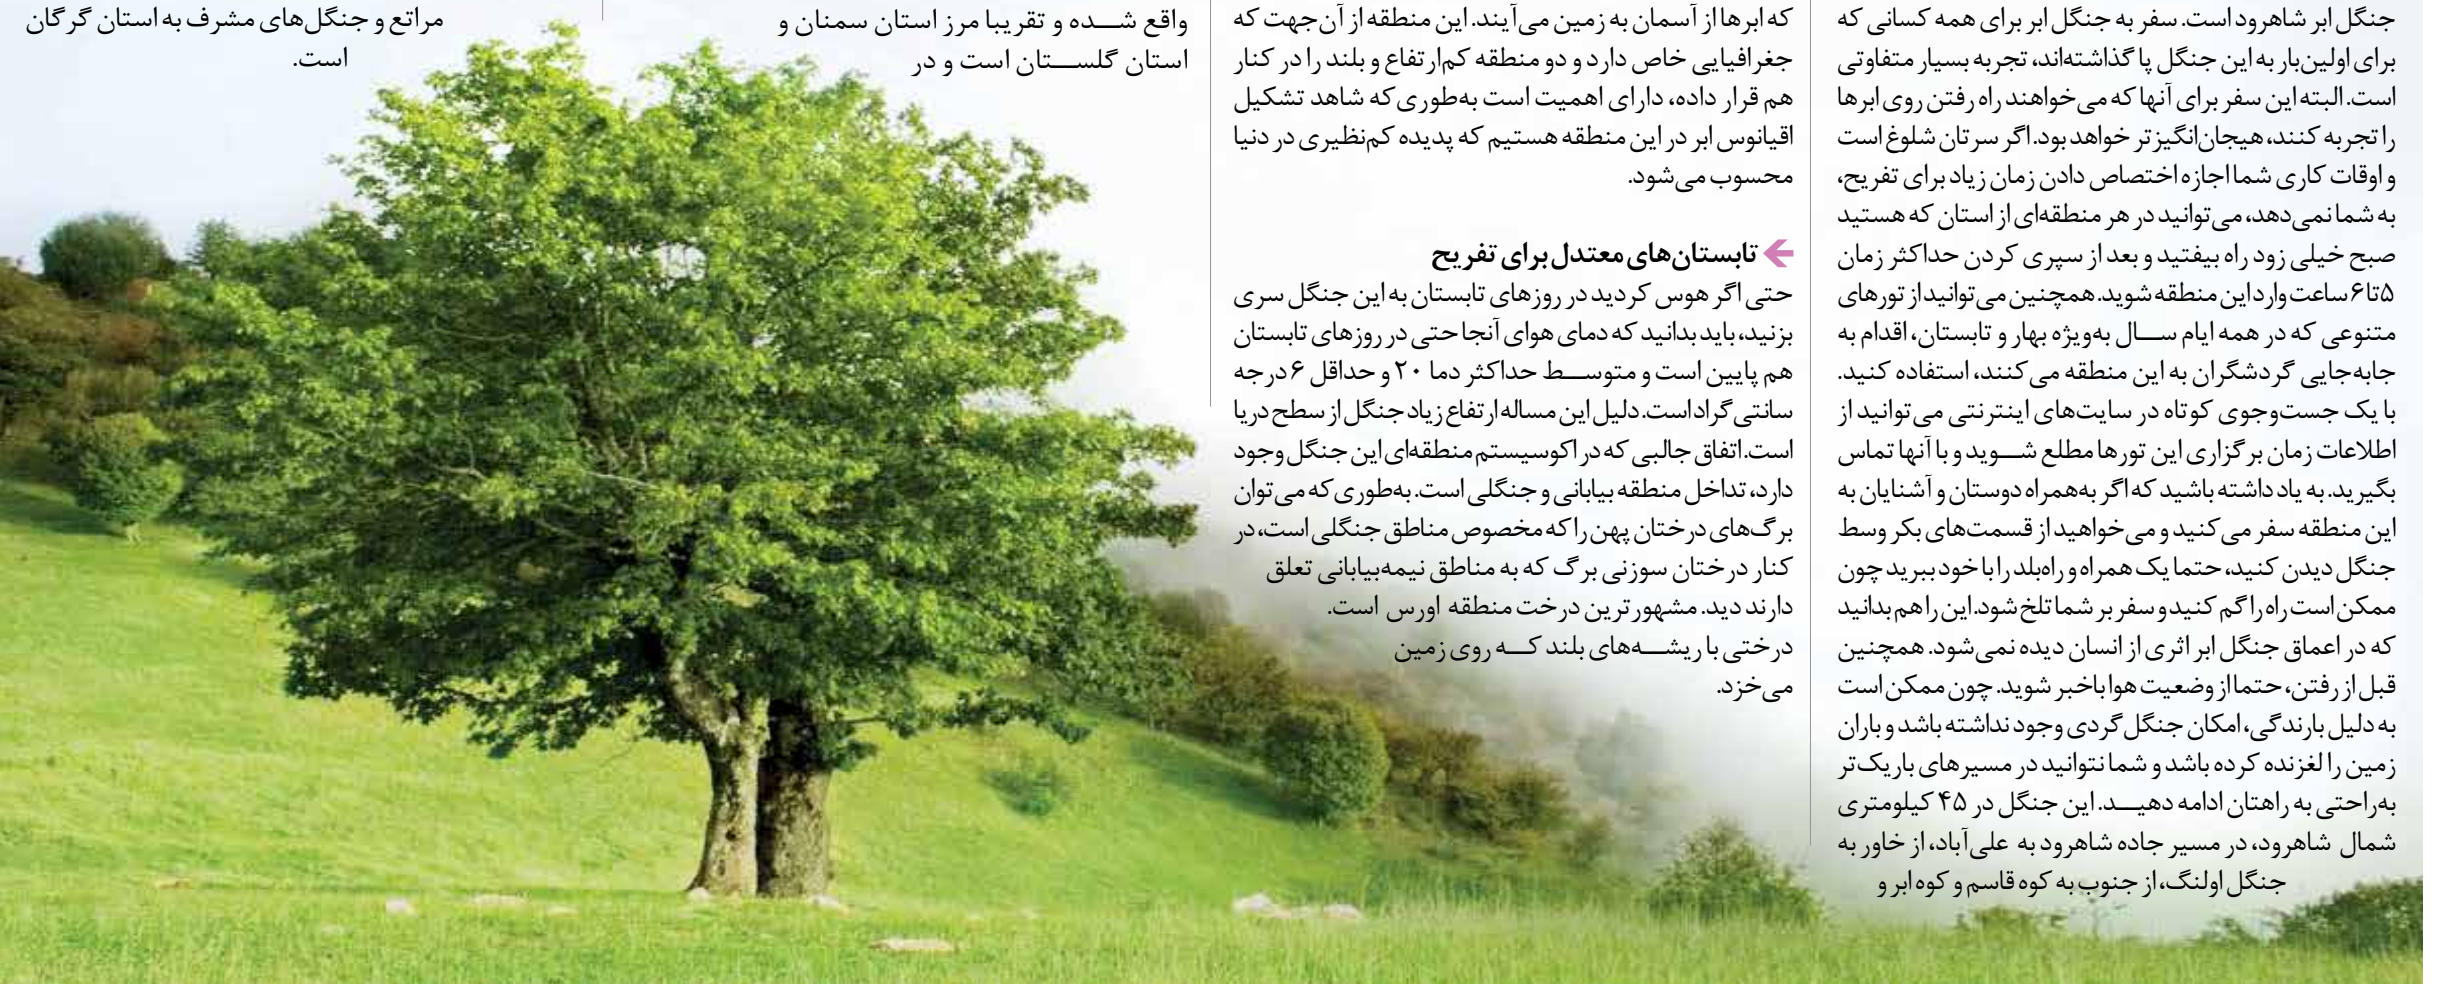 جنگل ابر شاهرود است. سفر به جنگل ابر برای همه کسانی که
برای اولین‌بار به این جنگل پا گذاشته‌اند، تجربه بسیار متفاوتی
است. البته این سفر برای آنها که می‌خواهند راه رفتن روی ابرها
را تجربه کنند، هیجان‌انگیزتر خواهد بود. اگر سرتان شلوغ است
و اوقات کاری شما اجازه اختصاص دادن زمان زیاد برای تفریح،
به شما نمی‌دهد، می‌توانید در هر منطقه‌ای از استان که هستید
صبح خیلی زود راه بیفتید و بعد از سپری کردن حداکثر زمان
۵ تا ۶ ساعت وارد این منطقه شوید. همچنین می‌توانید از تورهای
متنوعی که در همه ایام ســـال به‌ویژه بهار و تابستان، اقدام به
جابه‌جایی گردشگران به این منطقه می‌کنند، استفاده کنید.
با یک جست‌وجوی کوتاه در سایت‌های اینترنتی می‌توانید از
اطلاعات زمان برگزاری این تورها مطلع شـــوید و با آنها تماس
بگیرید. به یاد داشته باشید که اگر به‌همراه دوستان و آشنایان به
این منطقه سفر می‌کنید و می‌خواهید از قسمت‌های بکر وسط
جنگل دیدن کنید، حتما یک همراه و راه‌بلد را با خود ببرید چون
ممکن است راه را گم کنید و سفر بر شما تلخ شود. این را هم بدانید
که در اعماق جنگل ابر اثری از انسان دیده نمی‌شود. همچنین
قبل از رفتن، حتما از وضعیت هوا باخبر شوید. چون ممکن است
به دلیل بارندگی، امکان جنگل گردی وجود نداشته باشد و باران
زمین را لغزنده کرده باشد و شما نتوانید در مسیرهای باریک‌تر
به‌راحتی به راهتان ادامه دهیـــد. این جنگل در ۴۵ کیلومتری
شمال شاهرود، در مسیر جاده شاهرود به علی‌آباد، از خاور به
جنگل اولنگ، از جنوب به کوه قاسم و کوه ابر و
که ابرها از آسمان به زمین می‌آیند. این منطقه از آن‌جهت که
جغرافیایی خاص دارد و دو منطقه کم‌ارتفاع و بلند را در کنار
هم قرار داده، دارای اهمیت است به‌طوری که شاهد تشکیل
اقیانوس ابر در این منطقه هستیم که پدیده کم‌نظیری در دنیا
محسوب می‌شود.
تابستان‌های معتدل برای تفریح
حتی اگر هوس کردید در روزهای تابستان به این جنگل سری
بزنید، باید بدانید که دمای هوای آنجا حتی در روزهای تابستان
هم پایین است و متوســـط حداکثر دما ۲۰ و حداقل ۶ درجه
سانتی‌گراد است. دلیل این مساله ارتفاع زیاد جنگل از سطح دریا
است. اتفاق جالبی که در اکوسیستم منطقه‌ای این جنگل وجود
دارد، تداخل منطقه بیابانی و جنگلی است. به‌طوری که می‌توان
برگ‌های درختان پهن را که مخصوص مناطق جنگلی است، در
کنار درختان سوزنی برگ که به مناطق نیمه‌بیابانی تعلق
دارند دید. مشهورترین درخت منطقه اورس است.
درختی با ریشـــه‌های بلند کـــه روی زمین
می‌خزد.
واقع شـــده و تقریبا مرز استان سمنان و
استان گلســـتان است و در
مراتع و جنگل‌های مشرف به استان گرگان
است.